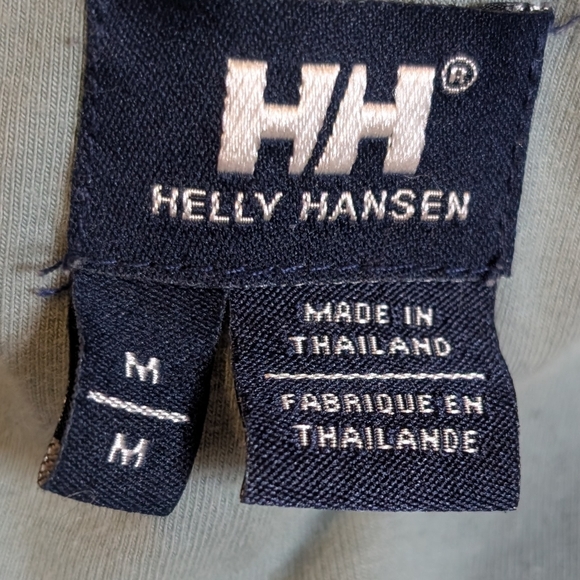 HH®
HELLY HANSEN
M
M
MADE IN
THAILAND
FABRIQUE EN
THAILANDE